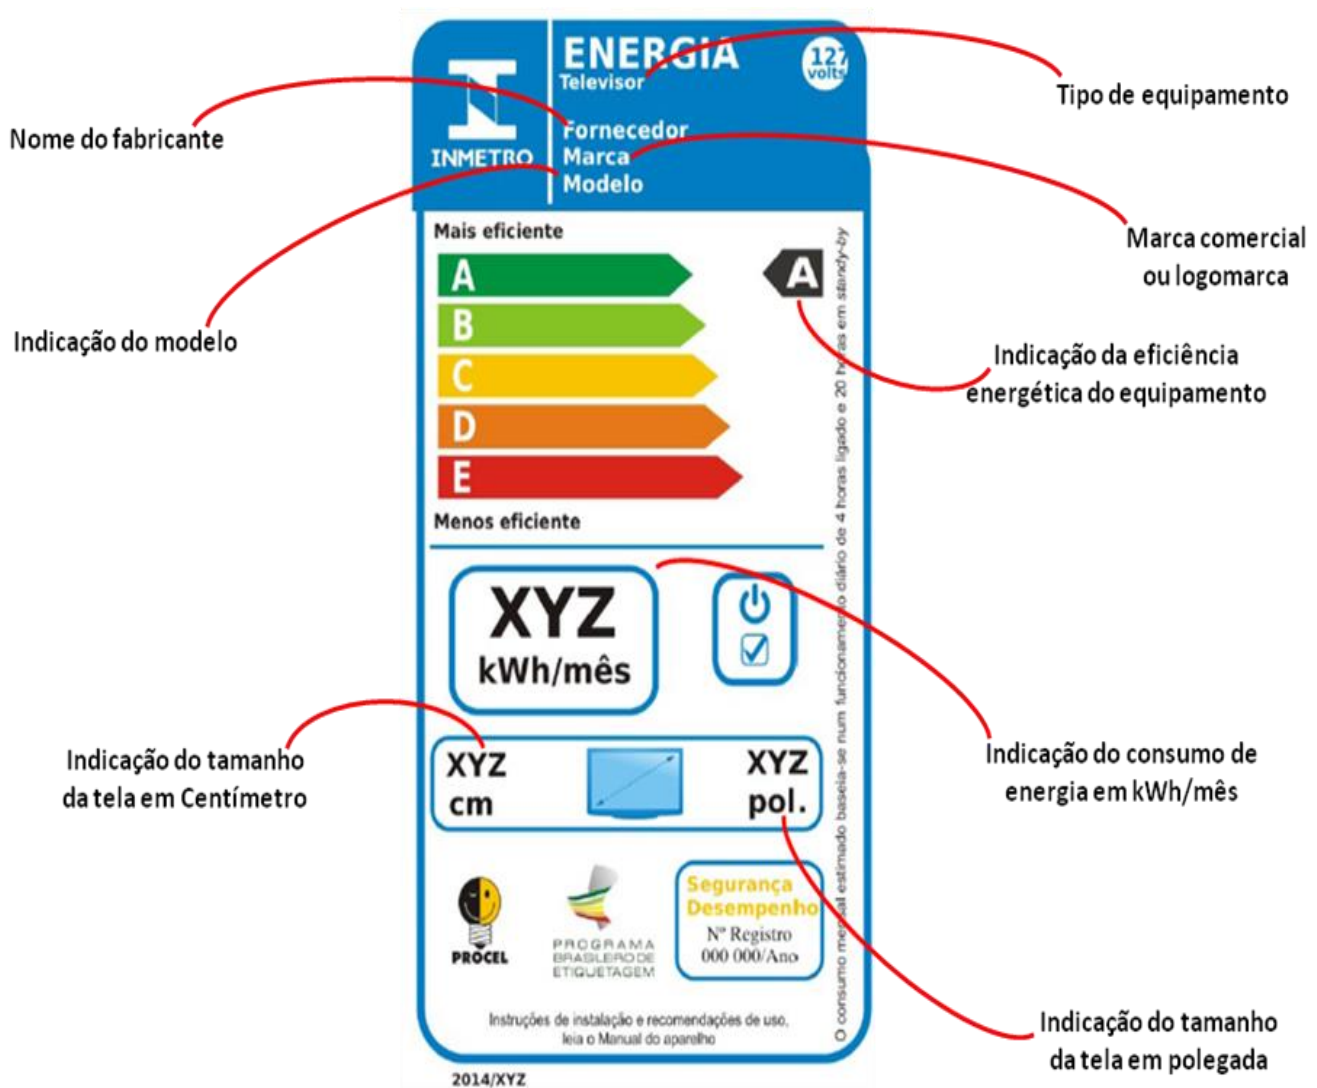 ENERGIA
127
volts
Televisor
Tipo de equipamento
Nome do fabricante
Fornecedor
INMETRO
Marca
Modelo
Marca comercial
ou logomarca
Mais eficiente
A
A
B
C
D
E
Menos eficiente
Indicação do modelo
Indicação da eficiência
energética do equipamento
XYZ
kWh/mês
Indicação do consumo de
energia em kWh/mês
Indicação do tamanho
da tela em Centímetro
XYZ
cm
XYZ
pol.
PROCEL
PROGRAMA
BRASILEIRO DE
ETIQUETAGEM
Segurança
Desempenho
Nº Registro
000 000/Ano
Instruções de instalação e recomendações de uso,
leia o Manual do aparelho
Indicação do tamanho
da tela em polegada
O consumo mensal estimado baseia-se num funcionamento diário de 4 horas ligado e 20 horas em standy-by
2014/XYZ